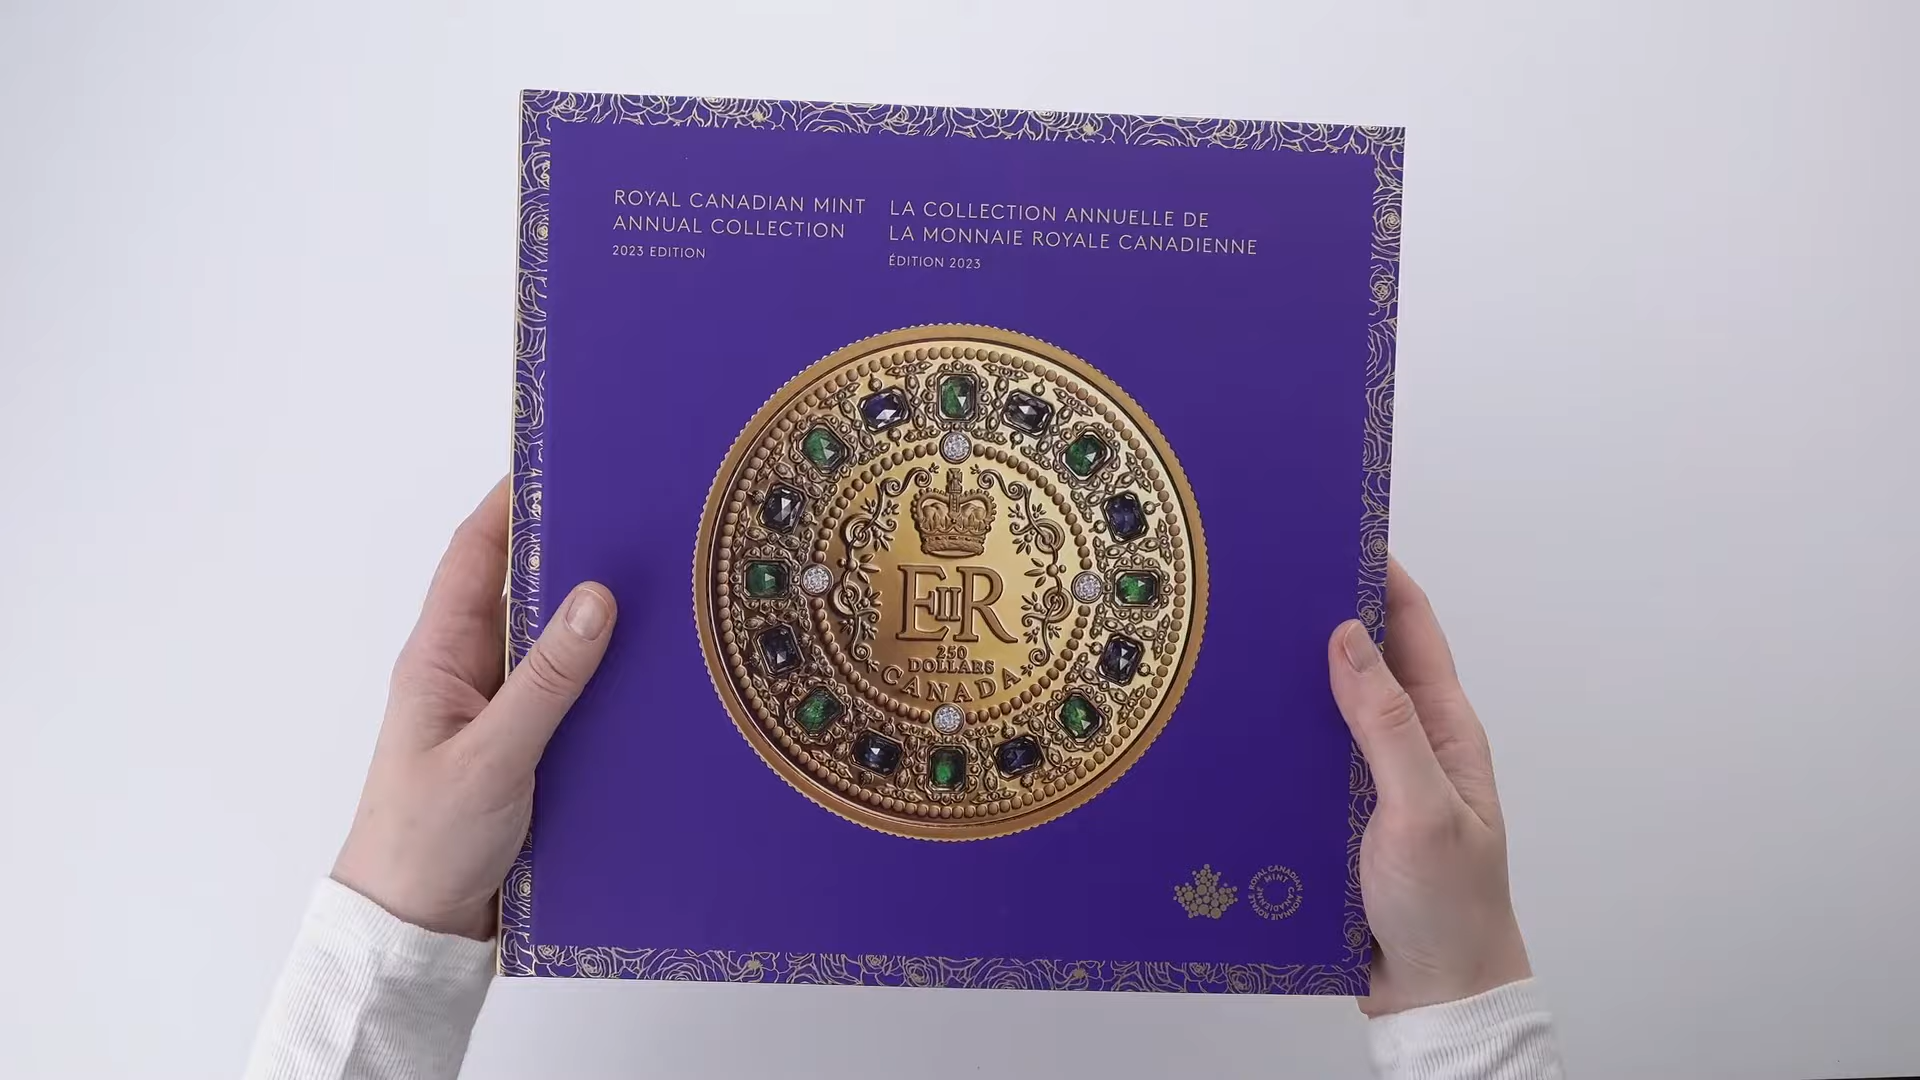 ROYAL CANADIAN MINT
ANNUAL COLLECTION
2023 EDITION
LA COLLECTION ANNUELLE DE
LA MONNAIE ROYALE CANADIENNE
ÉDITION 2023
EIIR
250
DOLLARS
CANADA
ROYAL CANADIAN MINT
MONNAIE ROYALE CANADIENNE